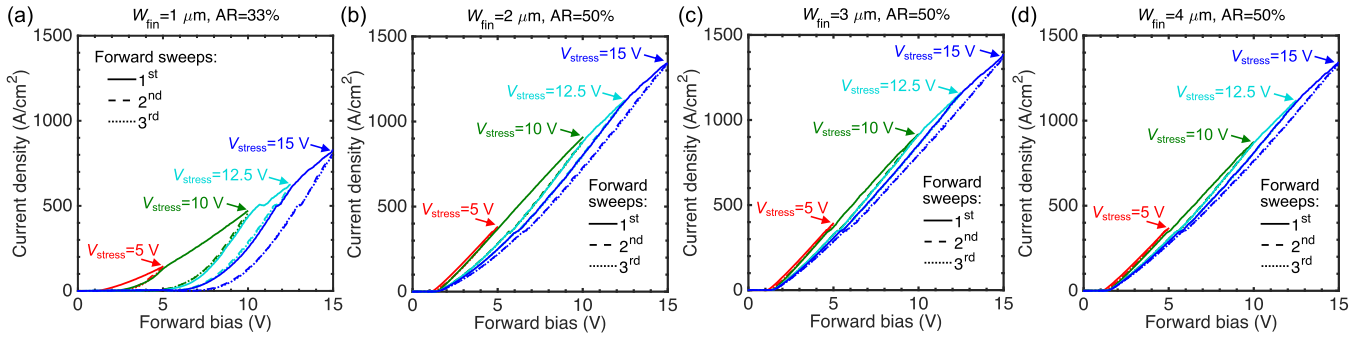 (a)
W_fin=1 μm, AR=33%
1500
1000
500
0
Current density (A/cm²)
Forward sweeps:
1st
2nd
3rd
V_stress=15 V
V_stress=12.5 V
V_stress=10 V
V_stress=5 V
0
5
10
15
Forward bias (V)
(b)
W_fin=2 μm, AR=50%
1500
1000
500
0
Current density (A/cm²)
V_stress=15 V
V_stress=12.5 V
V_stress=10 V
V_stress=5 V
Forward
sweeps:
1st
2nd
3rd
0
5
10
15
Forward bias (V)
(c)
W_fin=3 μm, AR=50%
1500
1000
500
0
Current density (A/cm²)
V_stress=15 V
V_stress=12.5 V
V_stress=10 V
V_stress=5 V
Forward
sweeps:
1st
2nd
3rd
0
5
10
15
Forward bias (V)
(d)
W_fin=4 μm, AR=50%
1500
1000
500
0
Current density (A/cm²)
V_stress=15 V
V_stress=12.5 V
V_stress=10 V
V_stress=5 V
Forward
sweeps:
1st
2nd
3rd
0
5
10
15
Forward bias (V)